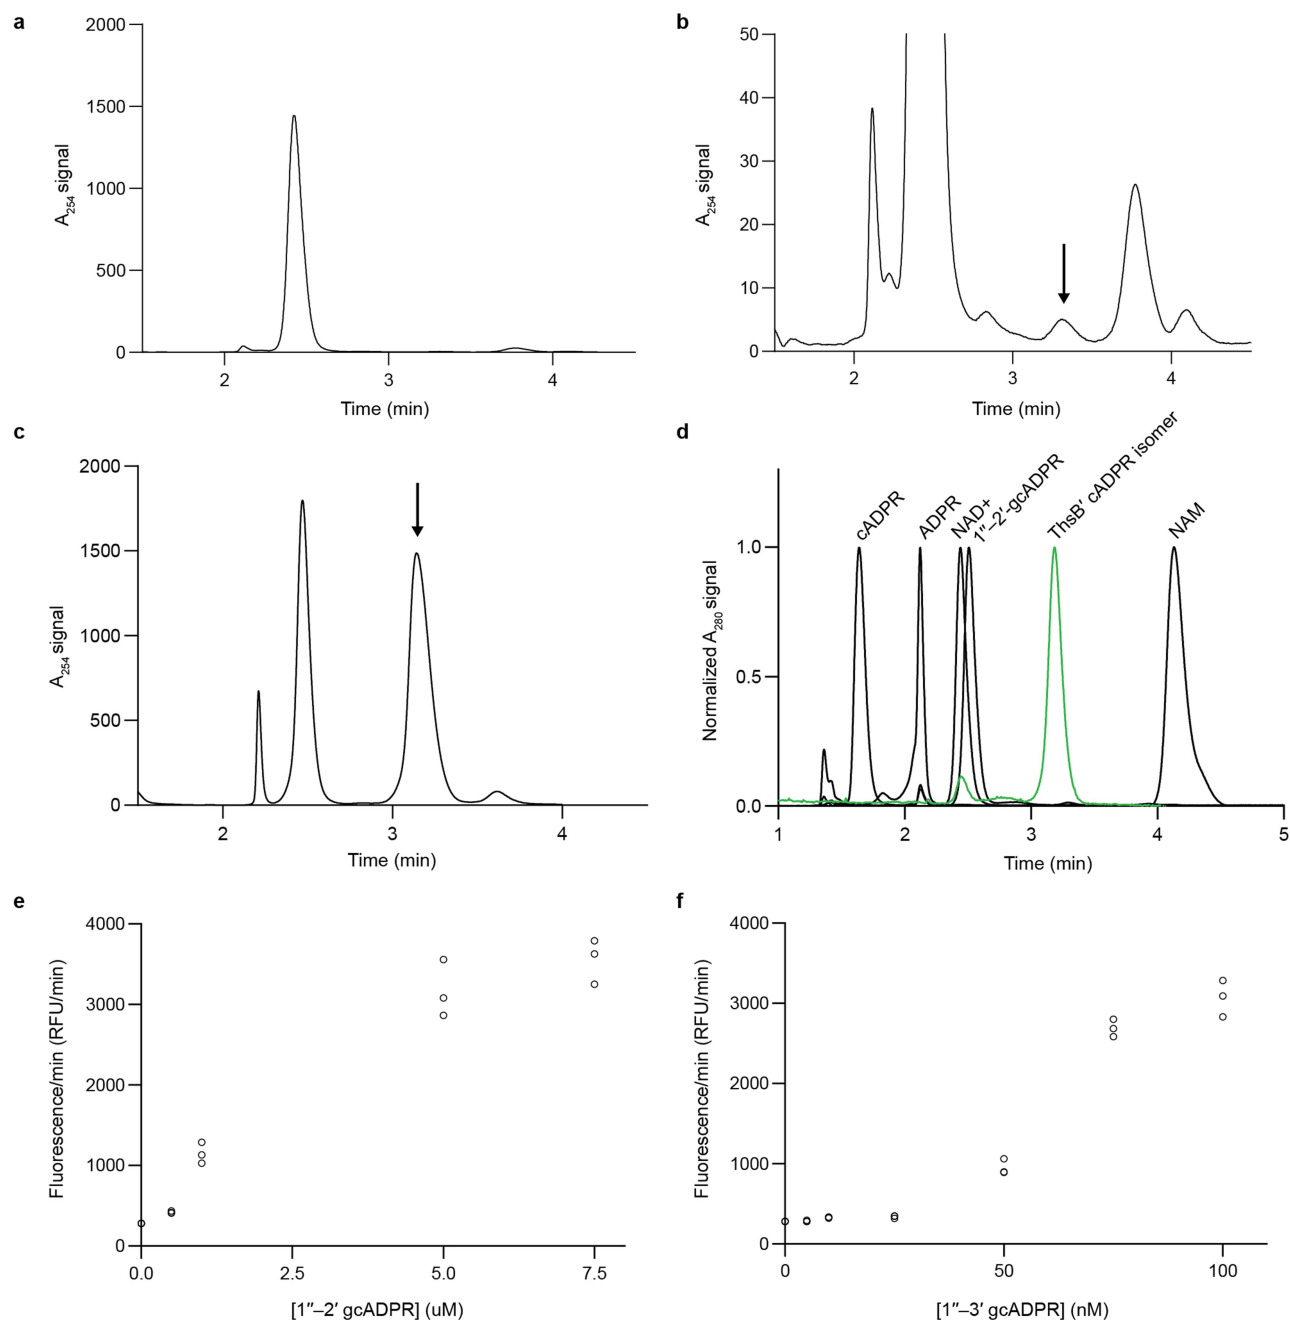 a
2000
1500
1000
500
0
A254 signal
2
3
4
Time (min)
b
50
40
30
20
10
0
A254 signal
2
3
4
Time (min)
c
2000
1500
1000
500
0
A254 signal
2
3
4
Time (min)
d
cADPR
ADPR
NAD+
1″–2′-gcADPR
ThsB′ cADPR isomer
NAM
1.0
0.5
0.0
Normalized A280 signal
1
2
3
4
5
Time (min)
e
4000
3000
2000
1000
0
Fluorescence/min (RFU/min)
0.0
2.5
5.0
7.5
[1″–2′ gcADPR] (uM)
f
4000
3000
2000
1000
0
Fluorescence/min (RFU/min)
0
50
100
[1″–3′ gcADPR] (nM)